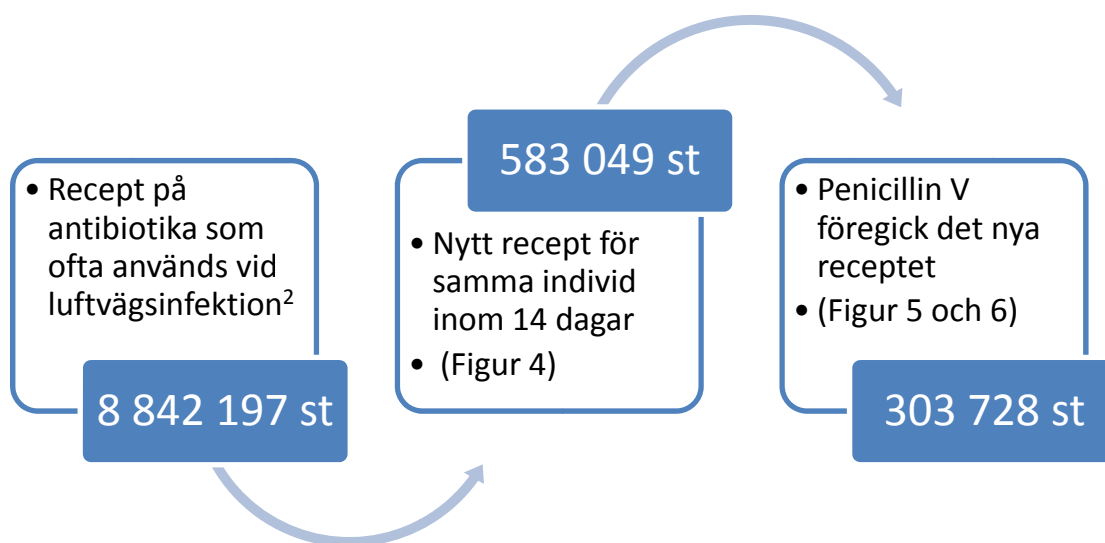 • Recept på
antibiotika som
ofta används vid
luftvägsinfektion²
8 842 197 st
583 049 st
• Nytt recept för
samma individ
inom 14 dagar
• (Figur 4)
• Penicillin V
föregick det nya
receptet
• (Figur 5 och 6)
303 728 st